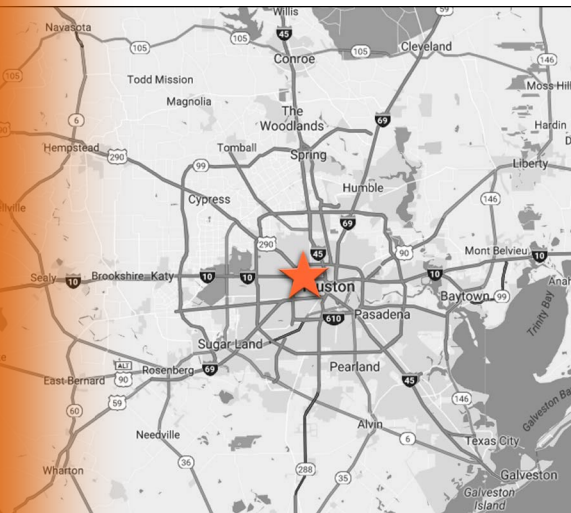 Willis
59
Navasota
45
105
105
105
Cleveland
Conroe
146
105
Todd Mission
Moss Hill
Magnolia
The
Woodlands
69
6
Hardin
Hempstead
290
Tomball
Spring
99
Liberty
Humble
Cypress
146
69
290
45
90
Mont Belvieu
10
Sealy
10
Brookshire
Katy
10
10
10
uston
Baytown
99
610
Pasadena
Trinity Bay
Sugar Land
ALT
90
Rosenberg
69
Pearland
East Bernard
45
59
146
60
Galveston Ba
Alvin
Needville
6
Texas City
36
Wharton
288
35
Galveston
Galveston
Island